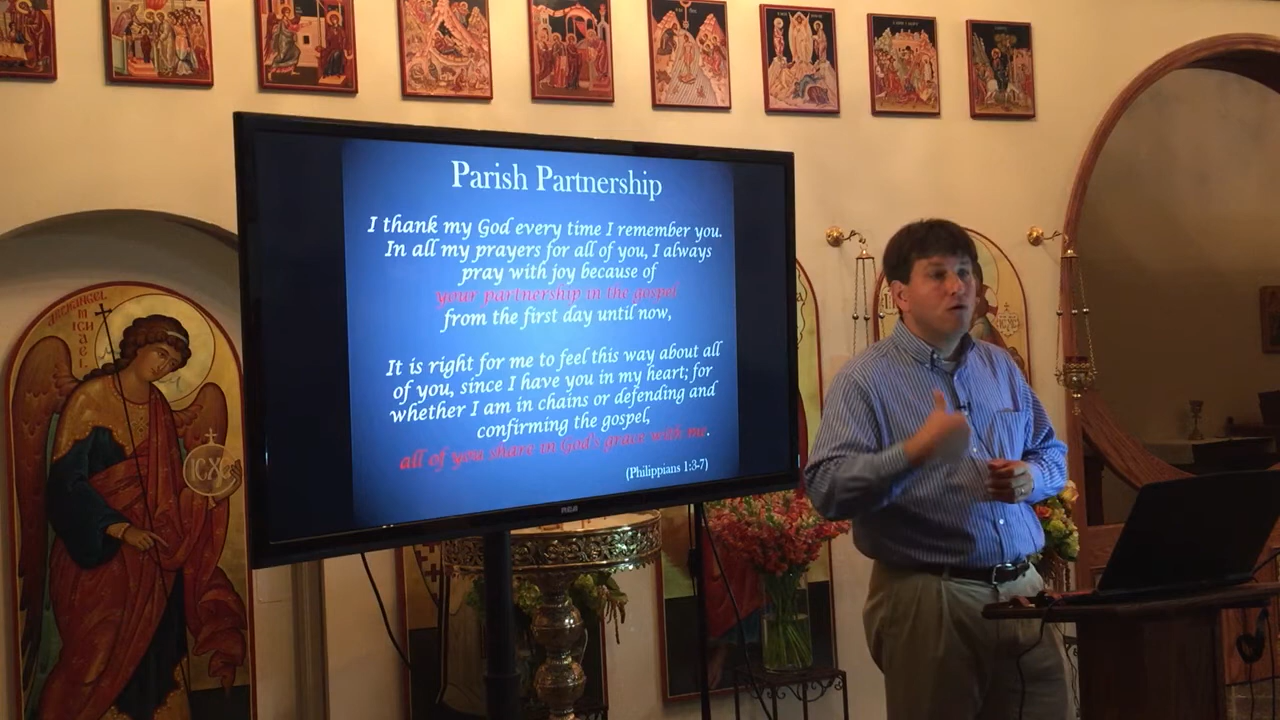 Parish Partnership
I thank my God every time I remember you.
In all my prayers for all of you, I always
pray with joy because of
your partnership in the gospel
from the first day until now,
It is right for me to feel this way about all
of you, since I have you in my heart; for
whether I am in chains or defending and
confirming the gospel,
all of you share in God's grace with me.
(Philippians 1:3-7)
RCA
ARCHANGEL
MICHAEL
IC XC